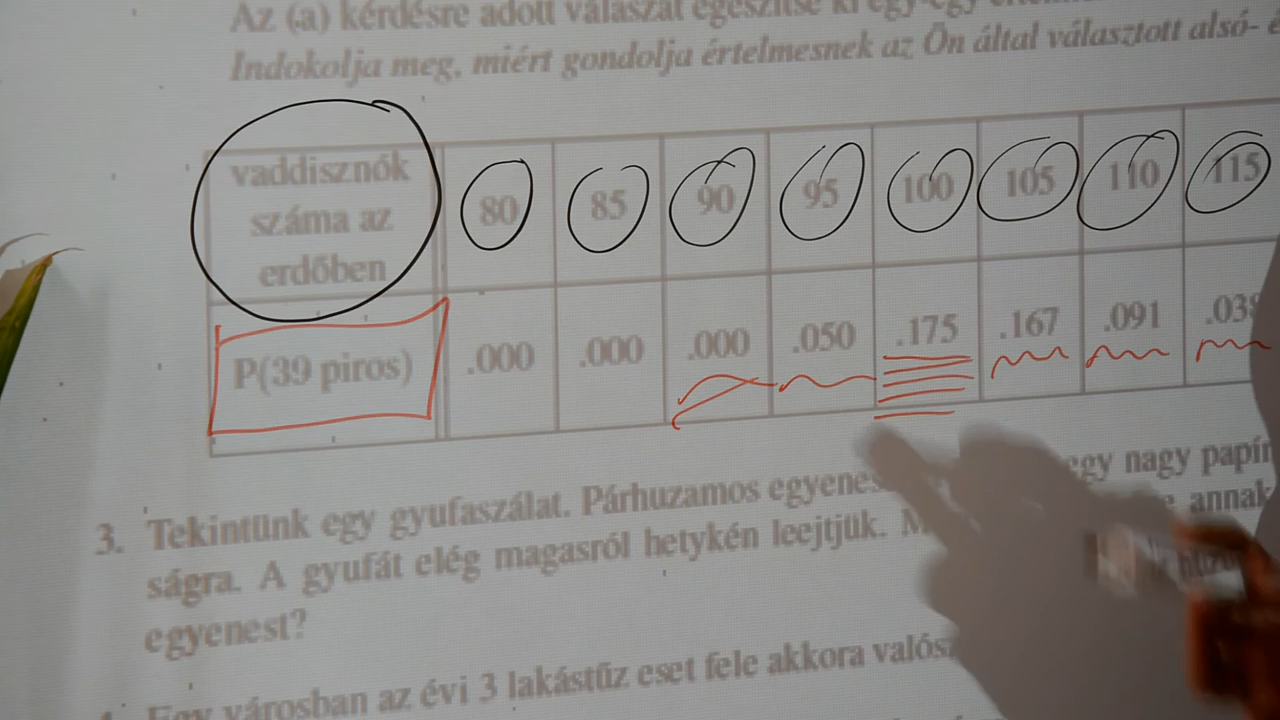 Az (a) kérdésre adott válaszát egészítse ki egy-egy
Indokolja meg, miért gondolja értelmesnek az Ön által választott alsó-
vaddisznók száma az erdőben 80 85 90 95 100 105 110 115
P(39 piros) .000 .000 .000 .050 .175 .167 .091 .038
3. Tekintünk egy gyufaszálat. Párhuzamos egyenes egy nagy papír
ságra. A gyufát elég magasról hetykén leejtjük. annak
egyenest?
városban az évi 3 lakástűz eset fele akkora